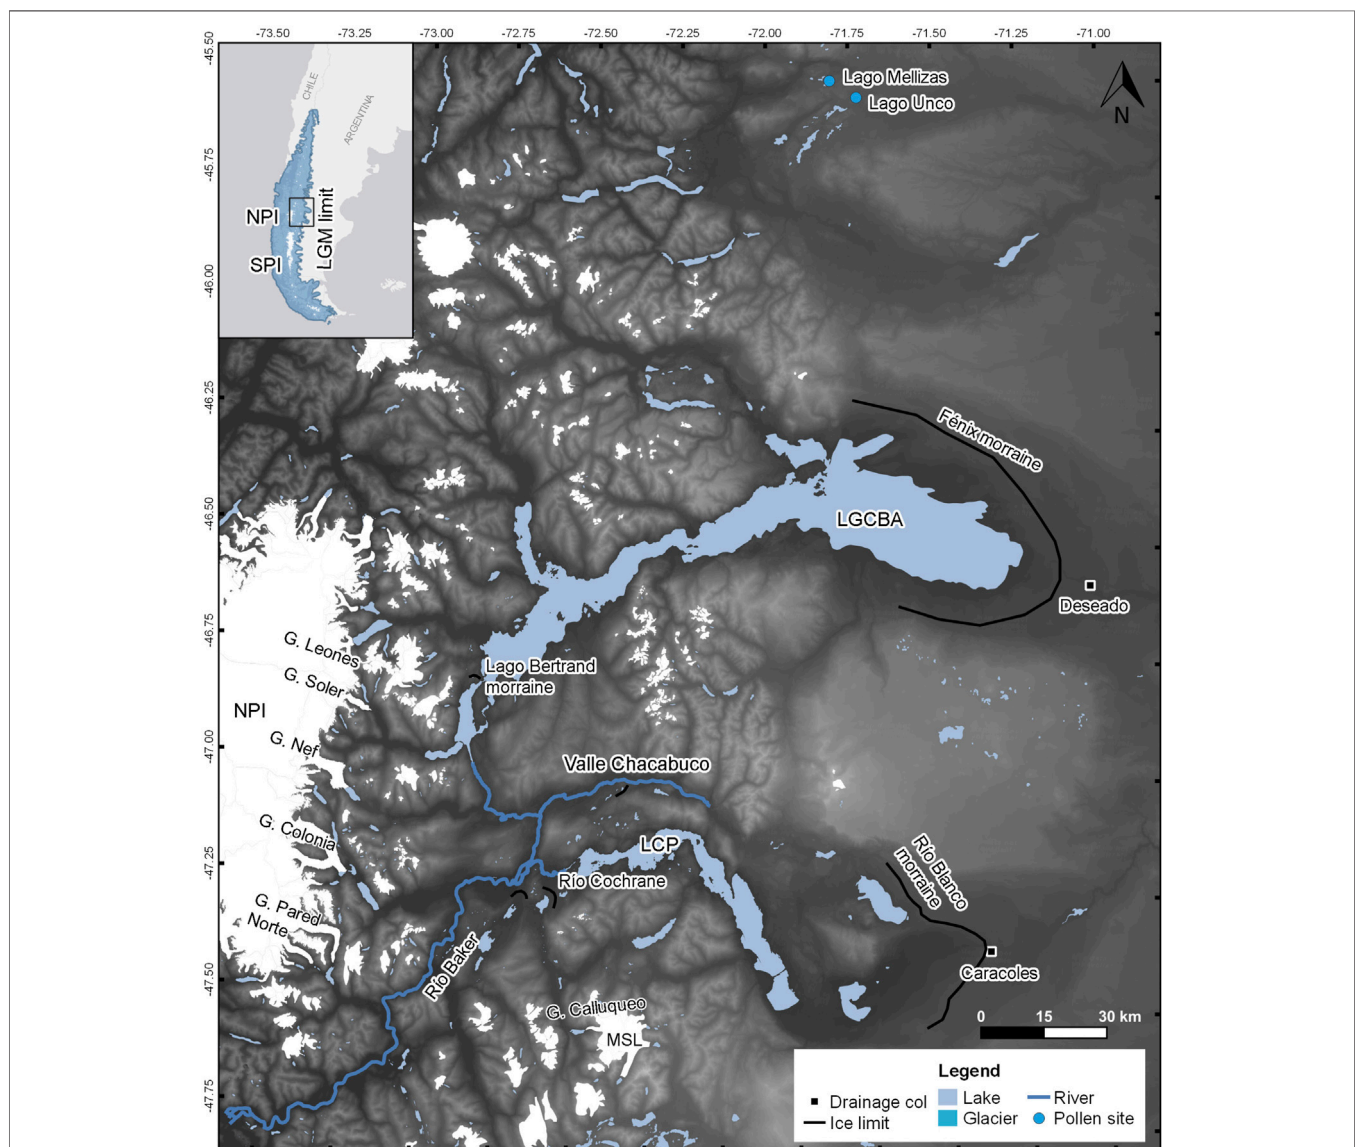 -73.50 -73.25 -73.00 -72.75 -72.50 -72.25 -72.00 -71.75 -71.50 -71.25 -71.00
-45.50
-45.75
-46.00
-46.25
-46.50
-46.75
-47.00
-47.25
-47.50
-47.75
CHILE
ARGENTINA
NPI
SPI
LGM limit
Lago Mellizas
Lago Unco
N
Fénix morraine
LGCBA
Deseado
G. Leones
G. Soler
NPI
G. Nef
G. Colonia
G. Pared
Norte
Lago Bertrand
morraine
Valle Chacabuco
LCP
Río Cochrane
Río Baker
Río Blanco
morraine
Caracoles
G. Calluqueo
MSL
0 15 30 km
Legend
Drainage col
Ice limit
Lake
Glacier
River
Pollen site